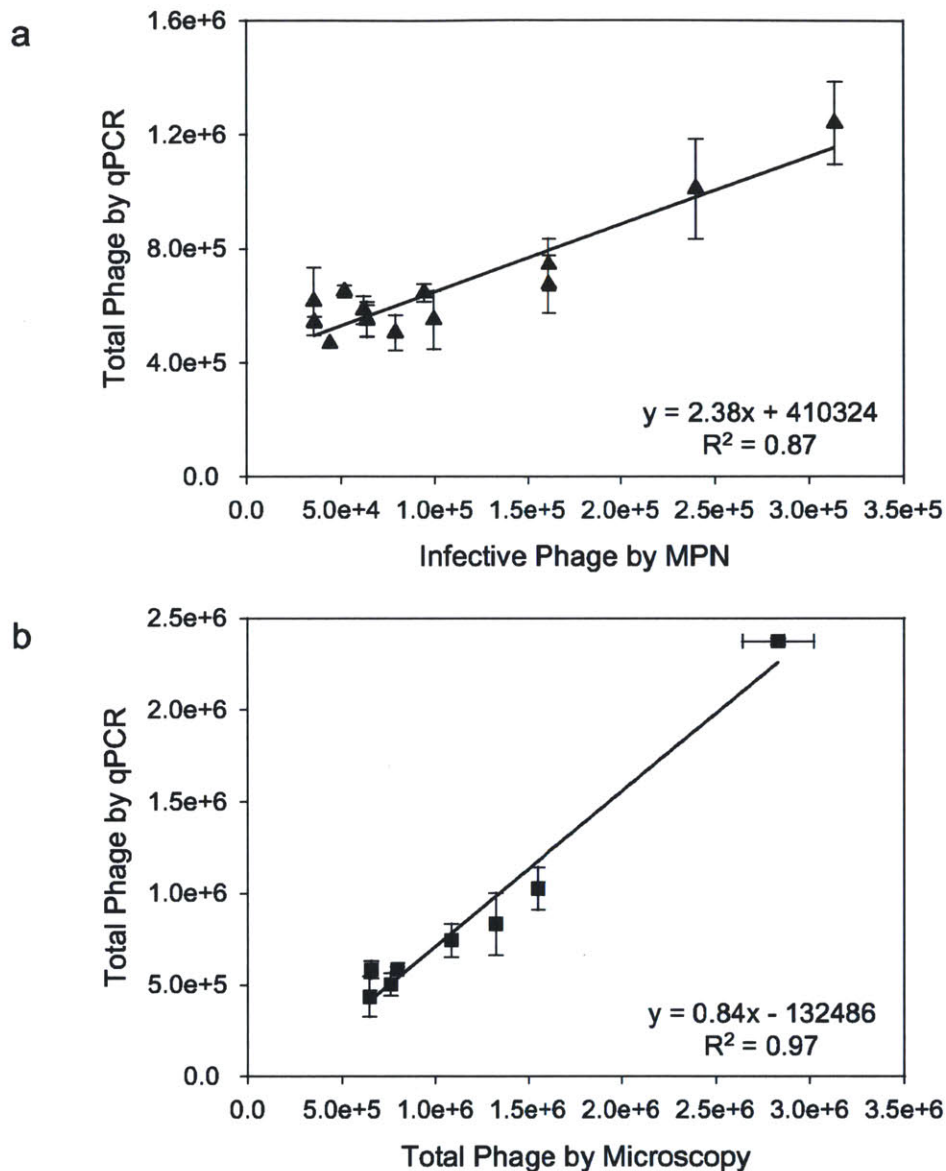 a
1.6e+6
1.2e+6
8.0e+5
4.0e+5
0.0
Total Phage by qPCR
y = 2.38x + 410324
R² = 0.87
0.0 5.0e+4 1.0e+5 1.5e+5 2.0e+5 2.5e+5 3.0e+5 3.5e+5
Infective Phage by MPN
b
2.5e+6
2.0e+6
1.5e+6
1.0e+6
5.0e+5
0.0
Total Phage by qPCR
y = 0.84x - 132486
R² = 0.97
0.0 5.0e+5 1.0e+6 1.5e+6 2.0e+6 2.5e+6 3.0e+6 3.5e+6
Total Phage by Microscopy